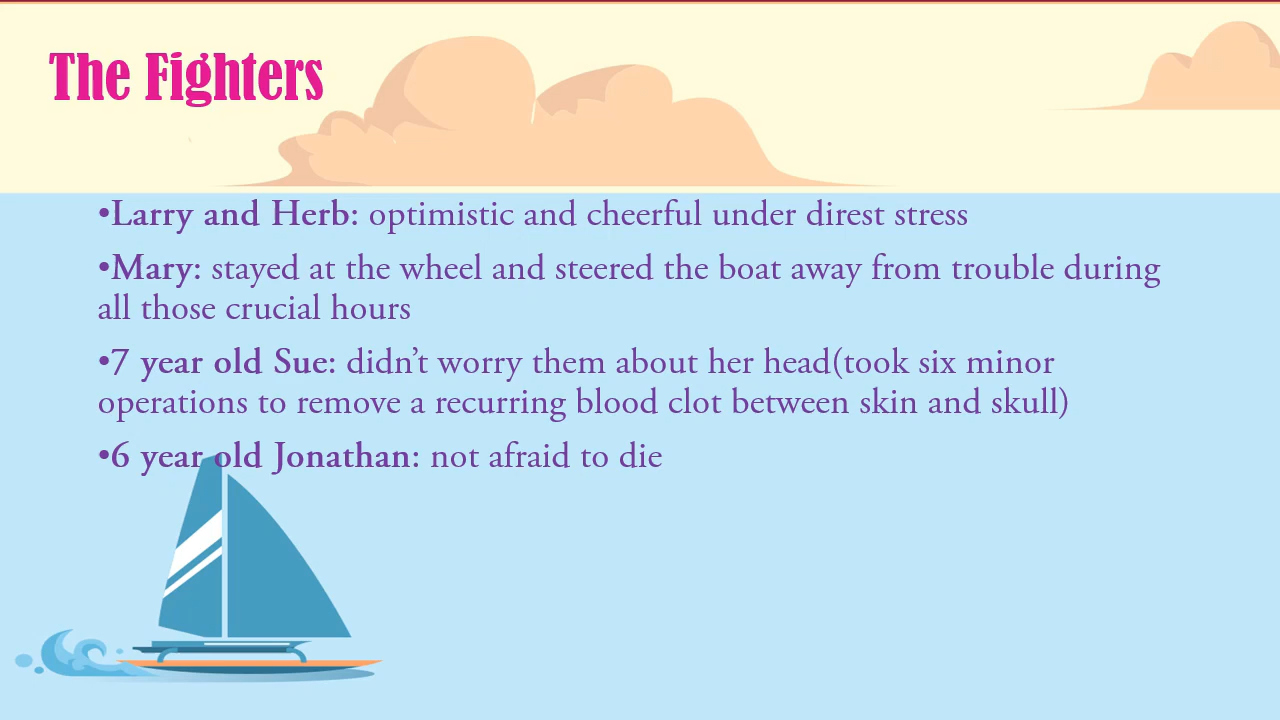 The Fighters
•Larry and Herb: optimistic and cheerful under direst stress
•Mary: stayed at the wheel and steered the boat away from trouble during
all those crucial hours
•7 year old Sue: didn’t worry them about her head(took six minor
operations to remove a recurring blood clot between skin and skull)
•6 year old Jonathan: not afraid to die